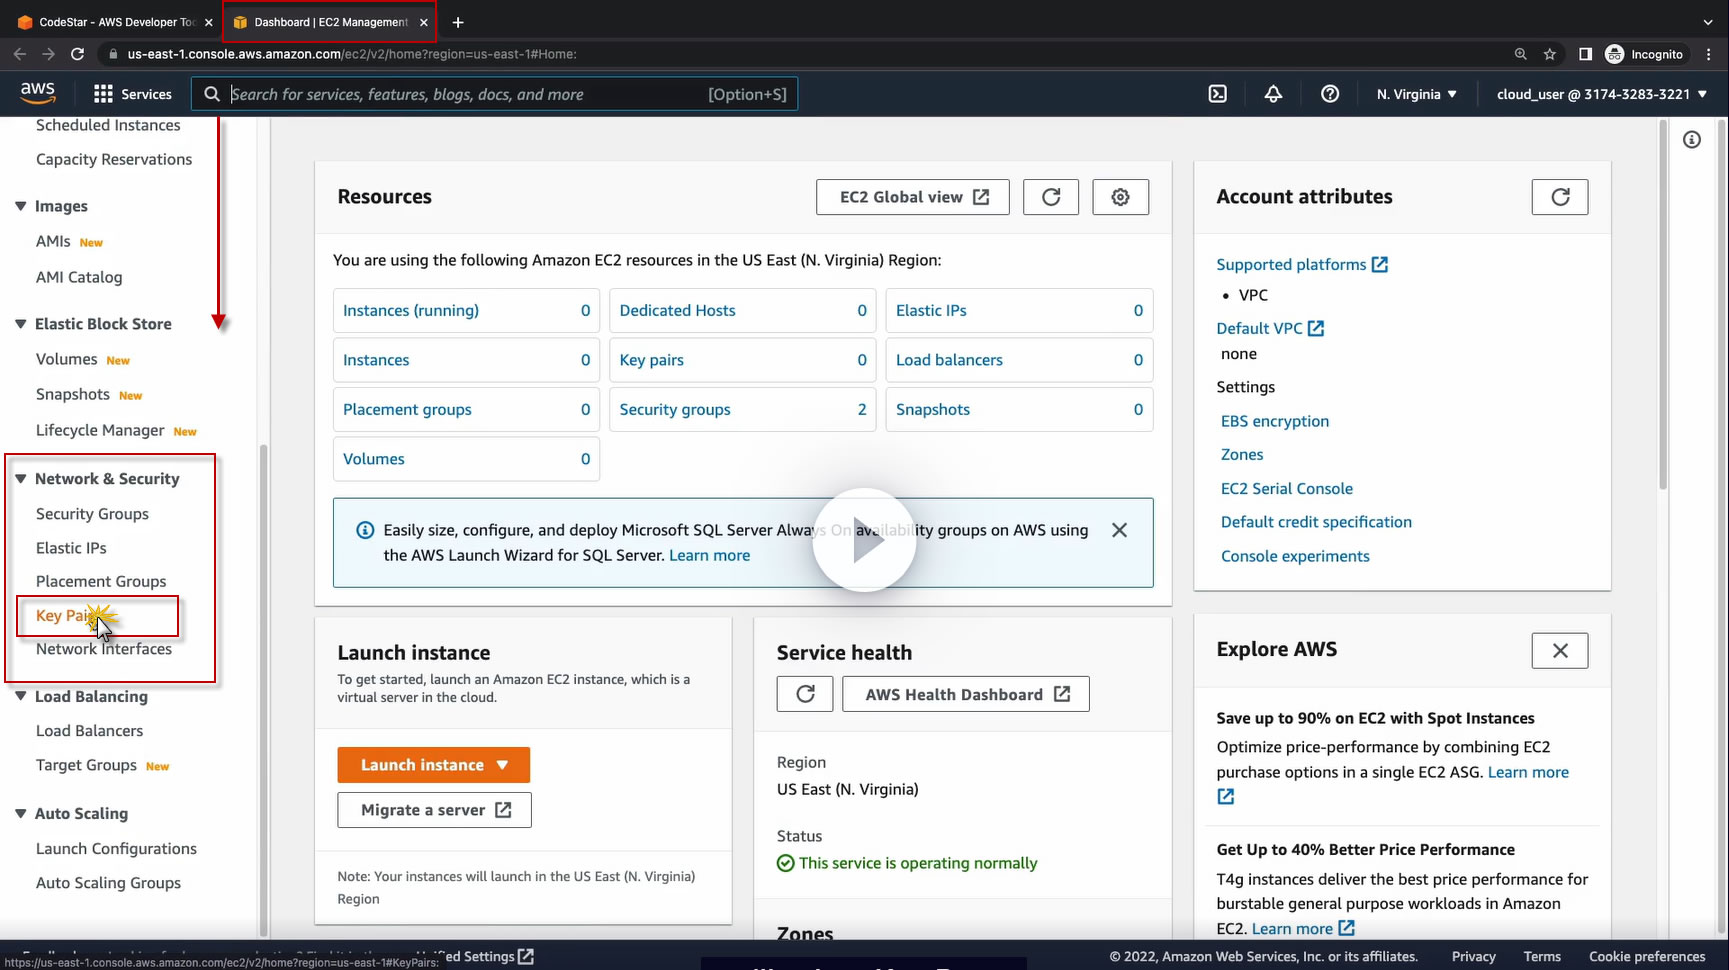 CodeStar - AWS Developer Too
Dashboard | EC2 Management
us-east-1.console.aws.amazon.com/ec2/v2/home?region=us-east-1#Home:
Incognito
aws
Services
Search for services, features, blogs, docs, and more
[Option+S]
N. Virginia
cloud_user @ 3174-3283-3221
Scheduled Instances
Capacity Reservations
Images
AMIs New
AMI Catalog
Elastic Block Store
Volumes New
Snapshots New
Lifecycle Manager New
Network & Security
Security Groups
Elastic IPs
Placement Groups
Key Pairs
Network Interfaces
Load Balancing
Load Balancers
Target Groups New
Auto Scaling
Launch Configurations
Auto Scaling Groups
Resources
EC2 Global view
You are using the following Amazon EC2 resources in the US East (N. Virginia) Region:
Instances (running) 0
Dedicated Hosts 0
Elastic IPs 0
Instances 0
Key pairs 0
Load balancers 0
Placement groups 0
Security groups 2
Snapshots 0
Volumes 0
Easily size, configure, and deploy Microsoft SQL Server Always On availability groups on AWS using
the AWS Launch Wizard for SQL Server. Learn more
Launch instance
To get started, launch an Amazon EC2 instance, which is a
virtual server in the cloud.
Launch instance
Migrate a server
Note: Your instances will launch in the US East (N. Virginia)
Region
Service health
AWS Health Dashboard
Region
US East (N. Virginia)
Status
This service is operating normally
Zones
Account attributes
Supported platforms
• VPC
Default VPC
none
Settings
EBS encryption
Zones
EC2 Serial Console
Default credit specification
Console experiments
Explore AWS
Save up to 90% on EC2 with Spot Instances
Optimize price-performance by combining EC2
purchase options in a single EC2 ASG. Learn more
Get Up to 40% Better Price Performance
T4g instances deliver the best price performance for
burstable general purpose workloads in Amazon
EC2. Learn more
Settings
https://us-east-1.console.aws.amazon.com/ec2/v2/home?region=us-east-1#KeyPairs:
© 2022, Amazon Web Services, Inc. or its affiliates.
Privacy
Terms
Cookie preferences